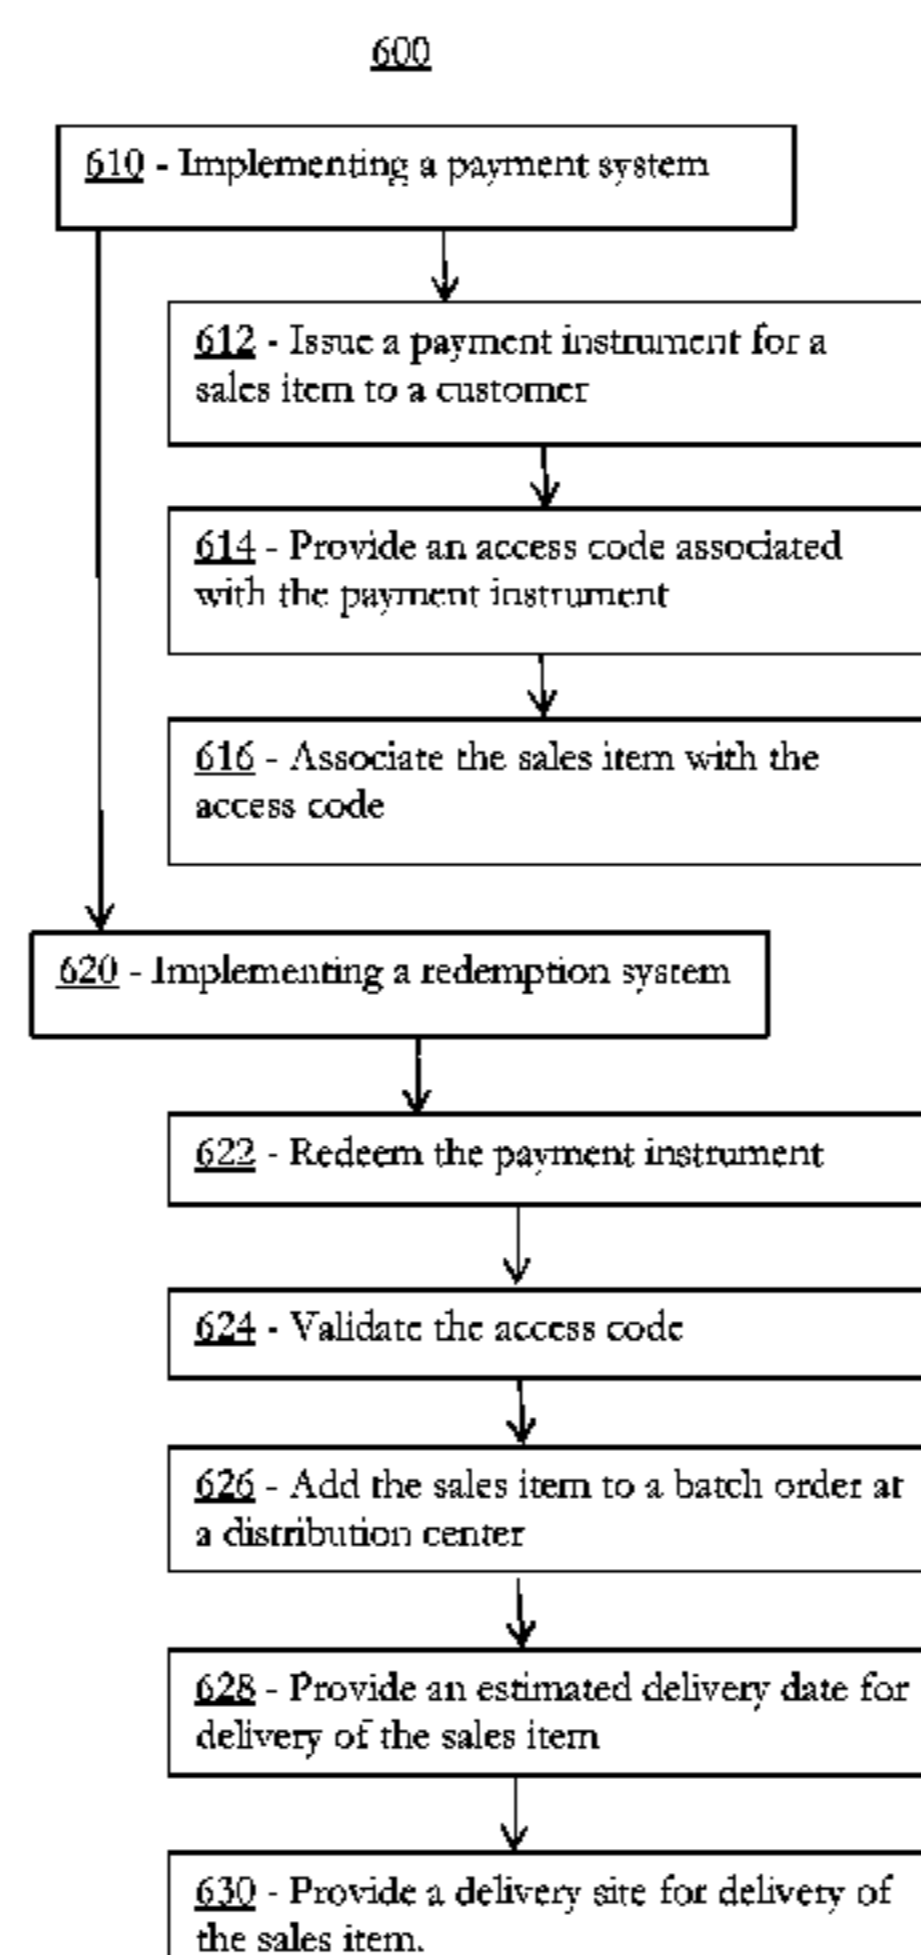 600
610 - Implementing a payment system
612 - Issue a payment instrument for a
sales item to a customer
614 - Provide an access code associated
with the payment instrument
616 - Associate the sales item with the
access code
620 - Implementing a redemption system
622 - Redeem the payment instrument
624 - Validate the access code
626 - Add the sales item to a batch order at
a distribution center
628 - Provide an estimated delivery date for
delivery of the sales item
630 - Provide a delivery site for delivery of
the sales item.